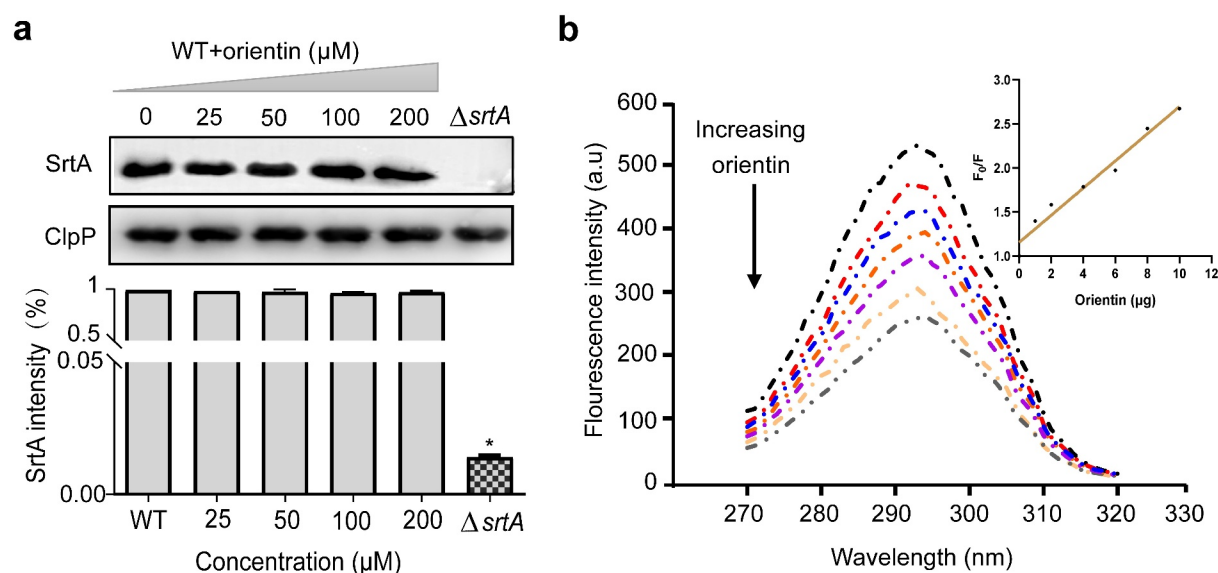 a
WT+orientin (µM)
0 25 50 100 200 ΔsrtA
SrtA
ClpP
SrtA intensity (%)
1
0.5
0.05
0.00
*
WT 25 50 100 200 ΔsrtA
Concentration (µM)
b
Flourescence intensity (a.u)
600
500
400
300
200
100
0
Increasing
orientin
270 280 290 300 310 320 330
Wavelength (nm)
F₀/F
3.0
2.5
2.0
1.5
1.0
0 2 4 6 8 10 12
Orientin (µg)